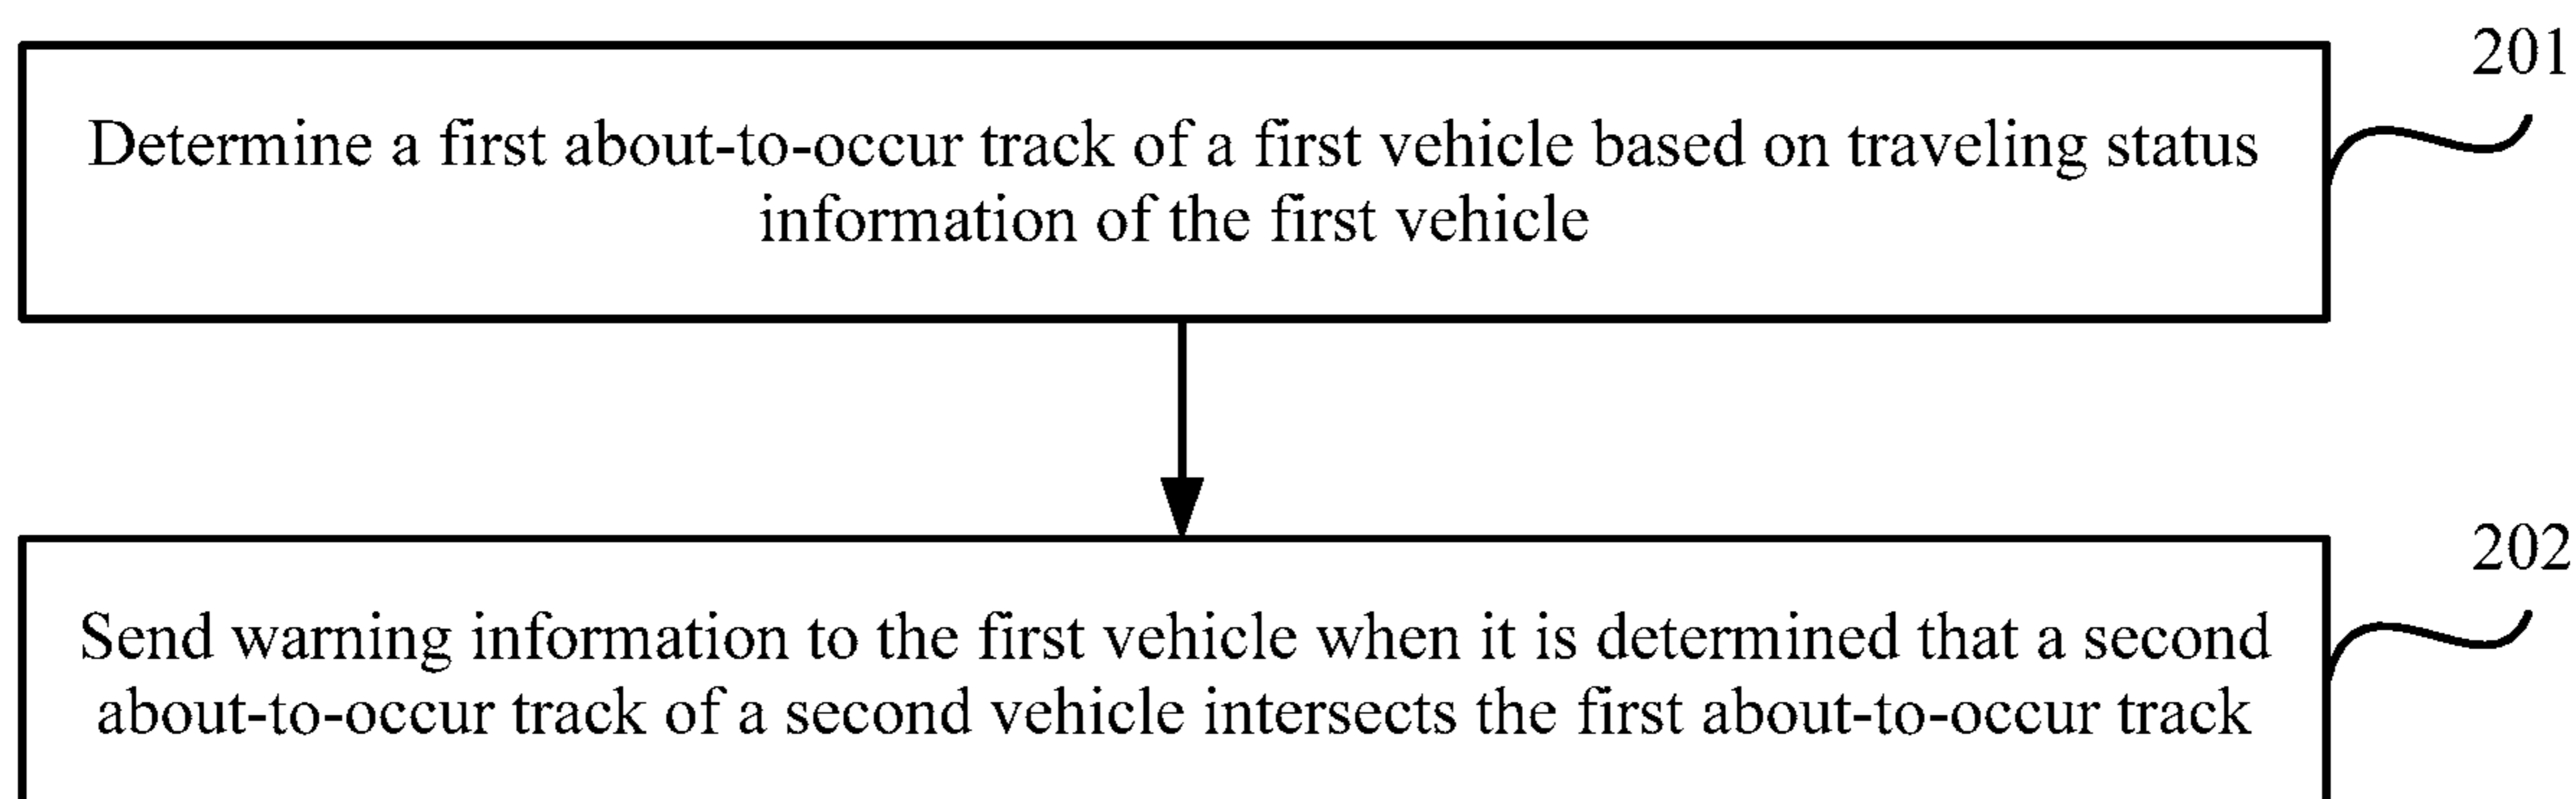 201
Determine a first about-to-occur track of a first vehicle based on traveling status
information of the first vehicle
202
Send warning information to the first vehicle when it is determined that a second
about-to-occur track of a second vehicle intersects the first about-to-occur track